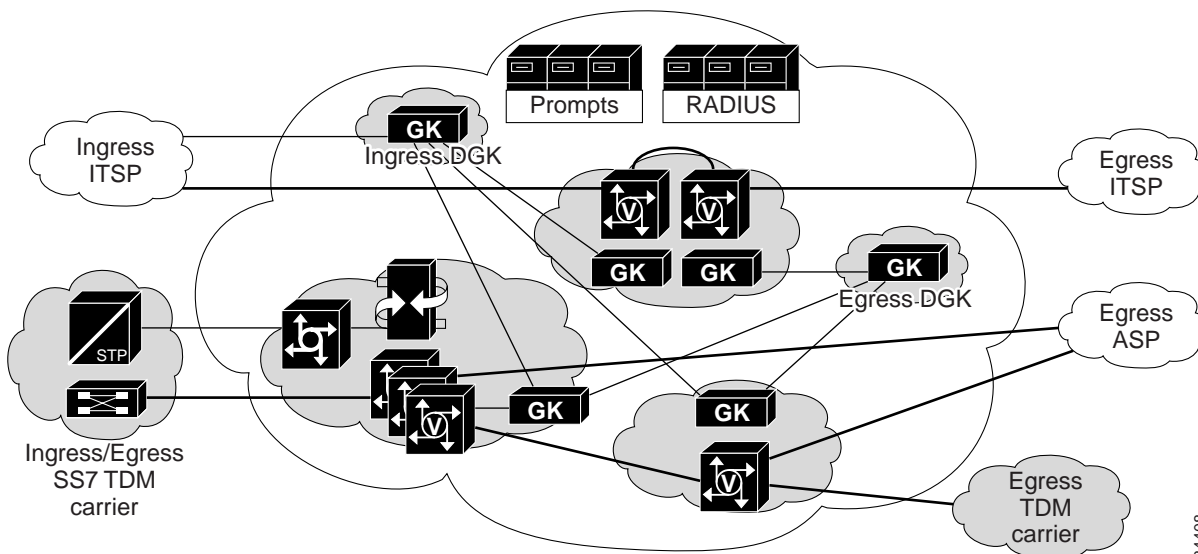 Prompts
RADIUS
GK
Ingress DGK
Ingress
ITSP
Egress
ITSP
V
V
GK
GK
GK
Egress DGK
STP
Egress
ASP
V
GK
GK
V
Ingress/Egress
SS7 TDM
carrier
Egress
TDM
carrier